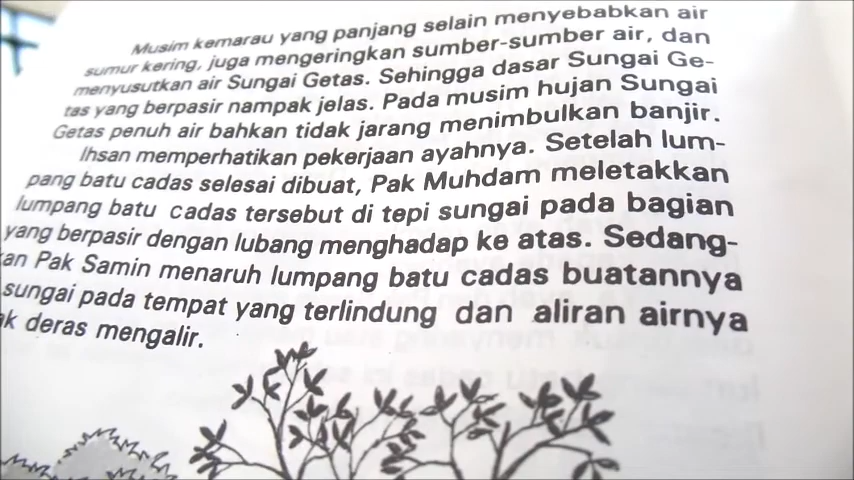 Musim kemarau yang panjang selain menyebabkan air
sumur kering, juga mengeringkan sumber-sumber air, dan
menyusutkan air Sungai Getas. Sehingga dasar Sungai Ge-
tas yang berpasir nampak jelas. Pada musim hujan Sungai
Getas penuh air bahkan tidak jarang menimbulkan banjir.
Ihsan memperhatikan pekerjaan ayahnya. Setelah lum-
pang batu cadas selesai dibuat, Pak Muhdam meletakkan
lumpang batu cadas tersebut di tepi sungai pada bagian
yang berpasir dengan lubang menghadap ke atas. Sedang-
kan Pak Samin menaruh lumpang batu cadas buatannya
sungai pada tempat yang terlindung dan aliran airnya
ak deras mengalir.